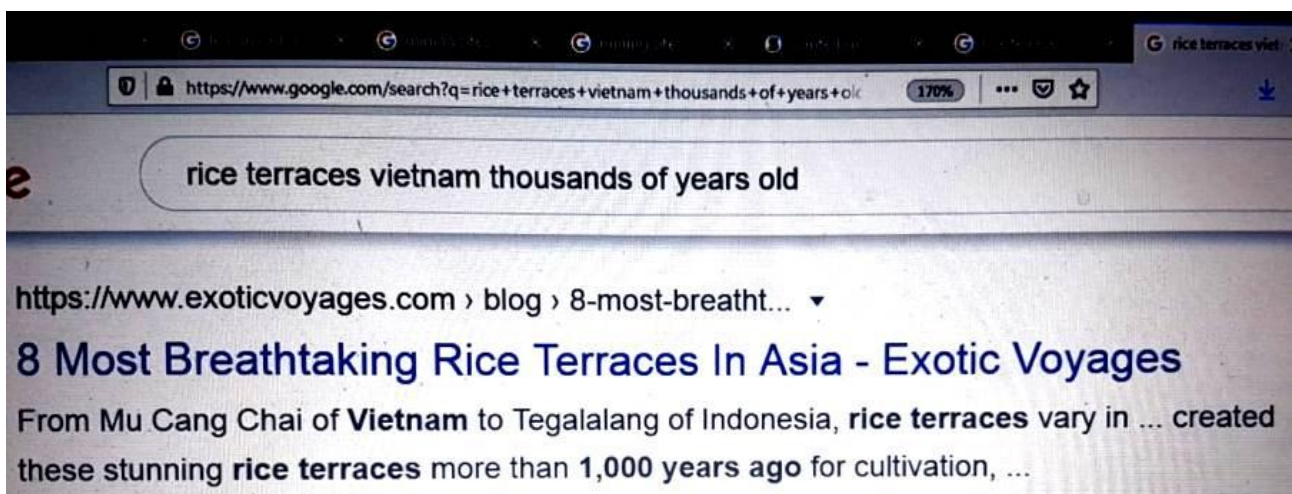 rice terraces viet
https://www.google.com/search?q=rice+terraces+vietnam+thousands+of+years+old 170%
rice terraces vietnam thousands of years old
https://www.exoticvoyages.com › blog › 8-most-breatht...
8 Most Breathtaking Rice Terraces In Asia - Exotic Voyages
From Mu Cang Chai of Vietnam to Tegalalang of Indonesia, rice terraces vary in ... created
these stunning rice terraces more than 1,000 years ago for cultivation, ...